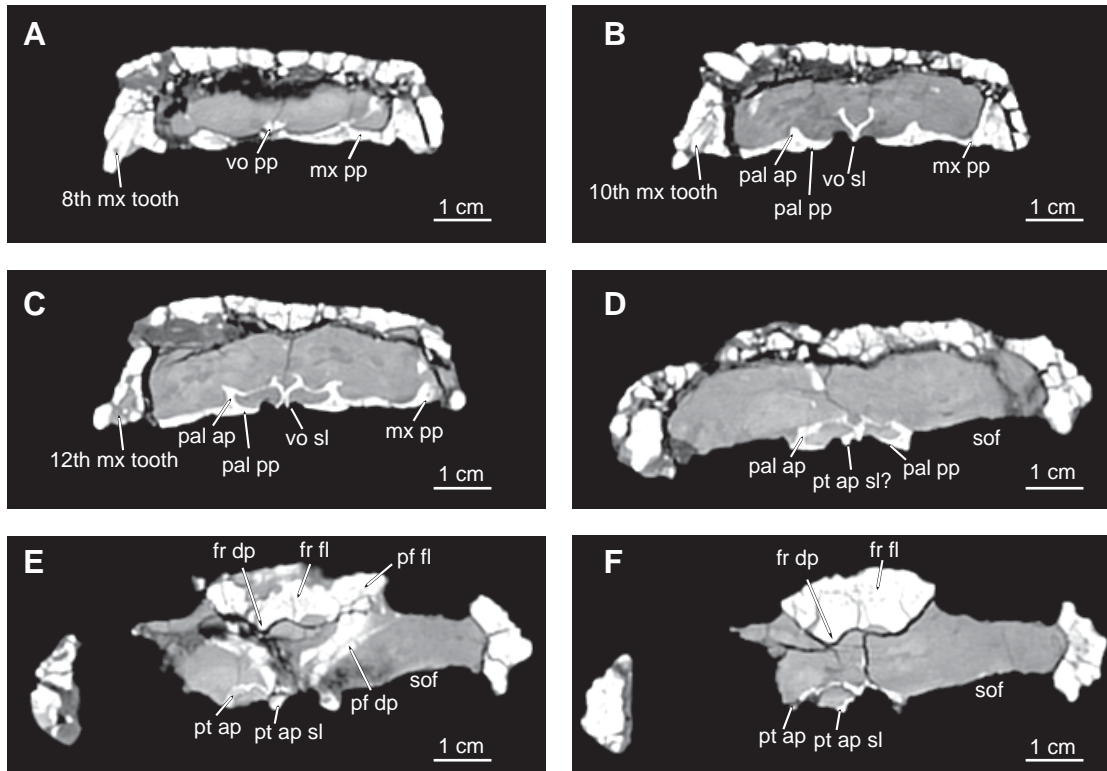 A
vo pp
mx pp
8th mx tooth
1 cm
B
pal ap
vo sl
mx pp
10th mx tooth
pal pp
1 cm
C
pal ap
vo sl
mx pp
12th mx tooth
pal pp
1 cm
D
sof
pal ap
pal pp
pt ap sl?
1 cm
E
fr dp
fr fl
pf fl
sof
pf dp
pt ap
pt ap sl
1 cm
F
fr dp
fr fl
sof
pt ap
pt ap sl
1 cm